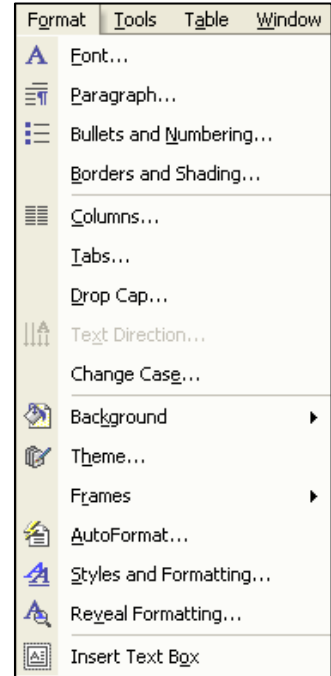 Format Tools Table Window
Font...
Paragraph...
Bullets and Numbering...
Borders and Shading...
Columns...
Tabs...
Drop Cap...
Text Direction...
Change Case...
Background
Theme...
Frames
AutoFormat...
Styles and Formatting...
Reveal Formatting...
Insert Text Box